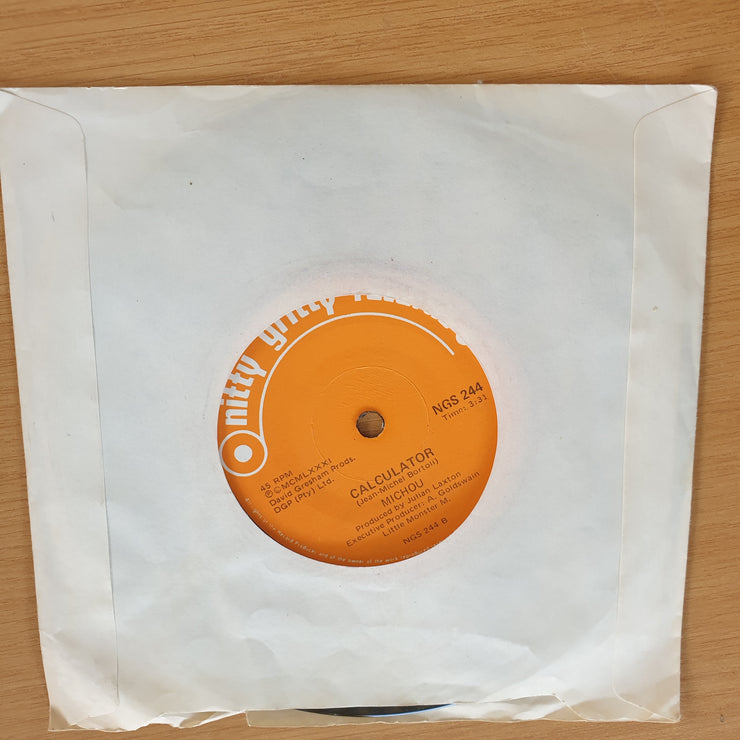 nitty gritty
NGS 244
Time: 3:31
45 RPM
ⓅⒸMCMLXXXI
David Gresham Prods.
DGP (Pty) Ltd.
CALCULATOR
(Jean-Michel Bortoli)
MICHOU
Produced by Julian Laxton
Executive Producer: A. Goldswain
Little Monster M.
NGS 244 B